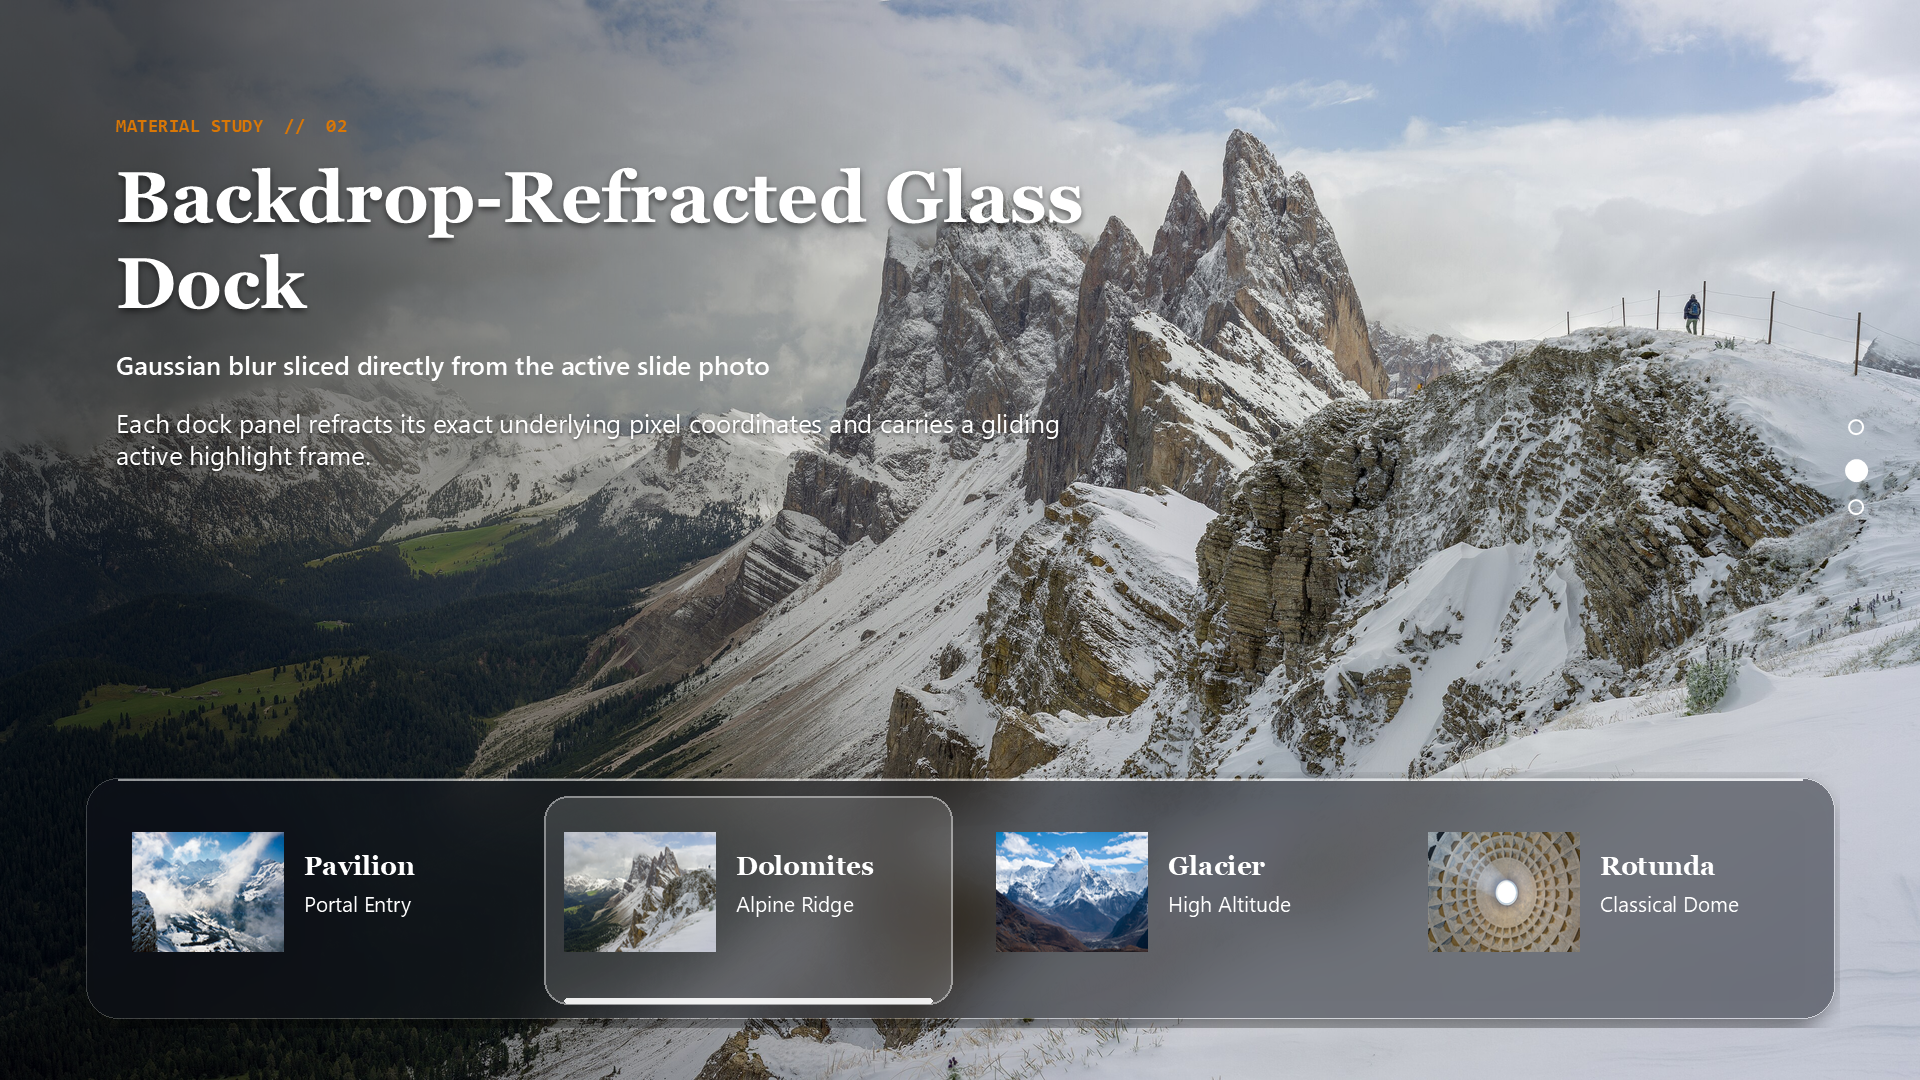 MATERIAL STUDY // 02
Backdrop-Refracted Glass
Dock
Gaussian blur sliced directly from the active slide photo
Each dock panel refracts its exact underlying pixel coordinates and carries a gliding
active highlight frame.
Pavilion
Portal Entry
Dolomites
Alpine Ridge
Glacier
High Altitude
Rotunda
Classical Dome